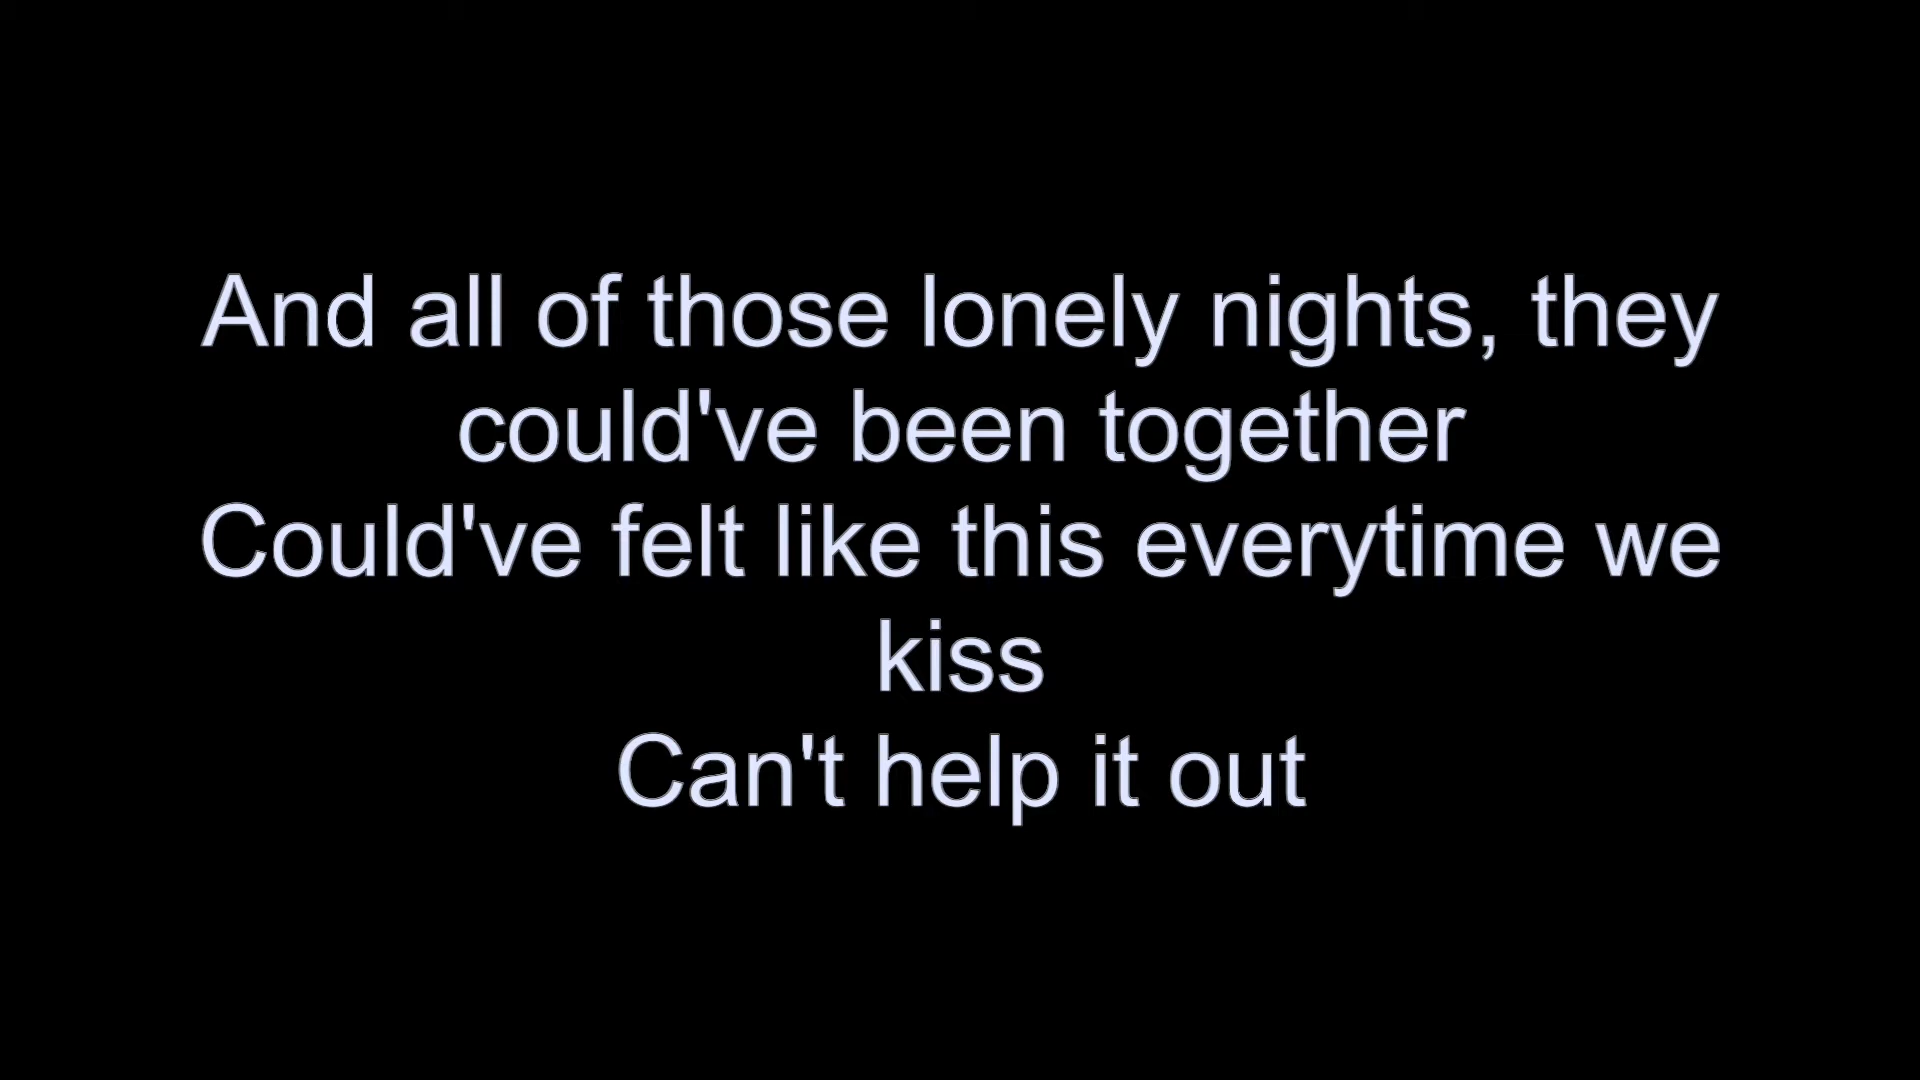 And all of those lonely nights, they
could've been together
Could've felt like this everytime we
kiss
Can't help it out